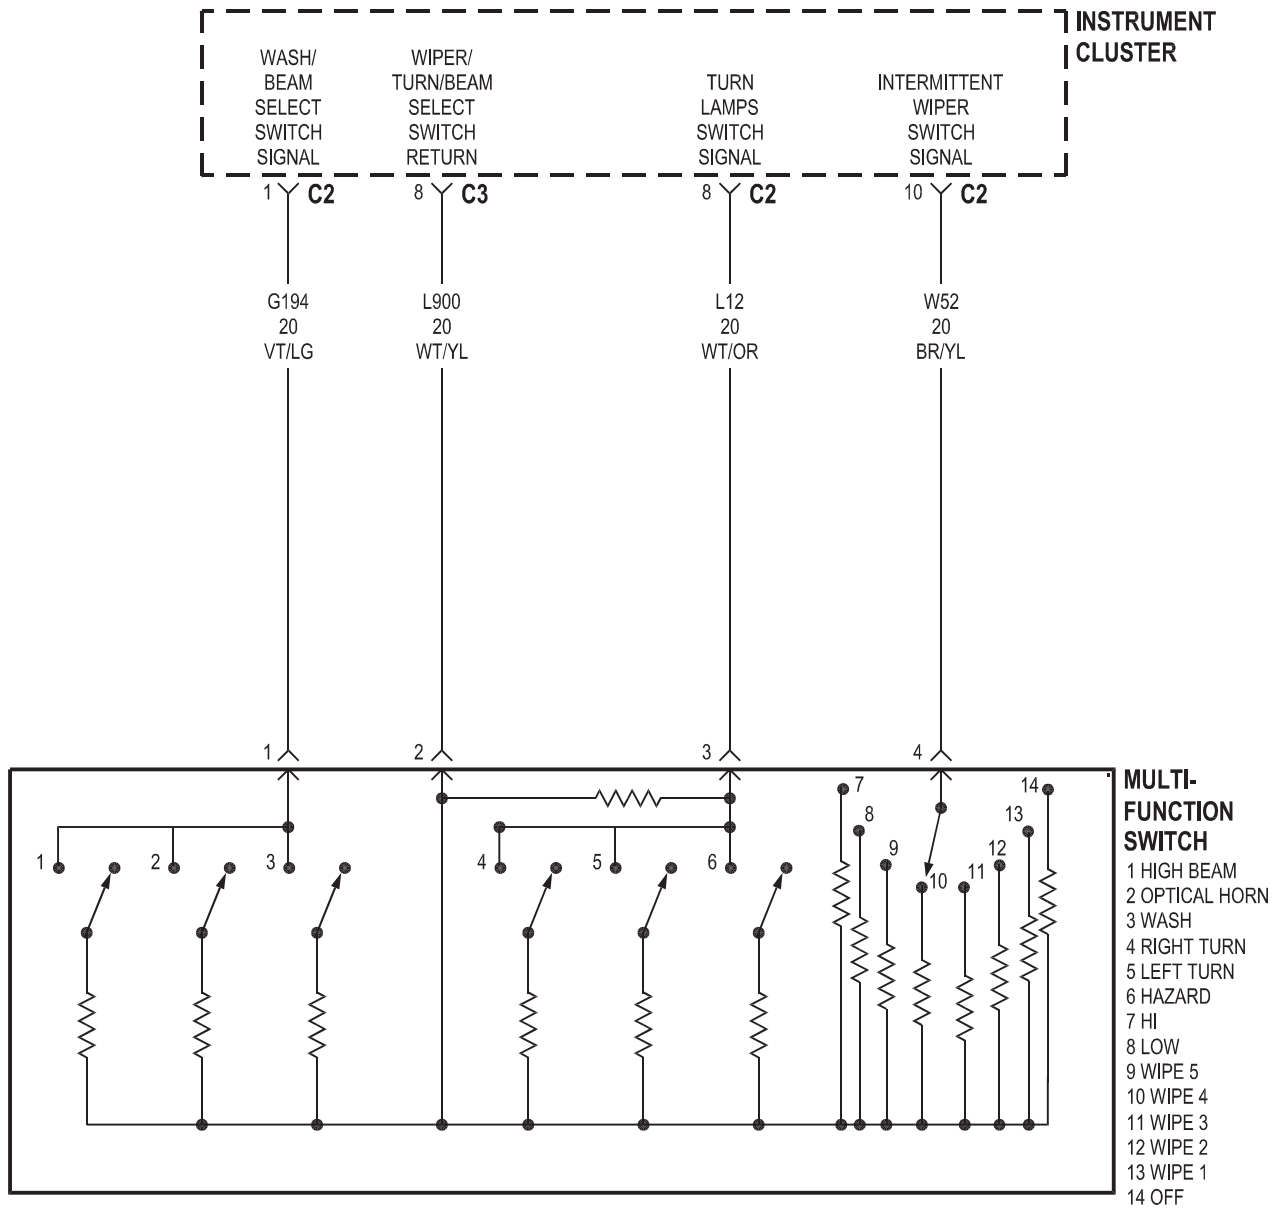 INSTRUMENT
CLUSTER
WASH/
BEAM
SELECT
SWITCH
SIGNAL
WIPER/
TURN/BEAM
SELECT
SWITCH
RETURN
TURN
LAMPS
SWITCH
SIGNAL
INTERMITTENT
WIPER
SWITCH
SIGNAL
1 C2
8 C3
8 C2
10 C2
G194
20
VT/LG
L900
20
WT/YL
L12
20
WT/OR
W52
20
BR/YL
1
2
3
4
1
2
3
4
5
6
7
8
9
10
11
12
13
14
MULTI-
FUNCTION
SWITCH
1 HIGH BEAM
2 OPTICAL HORN
3 WASH
4 RIGHT TURN
5 LEFT TURN
6 HAZARD
7 HI
8 LOW
9 WIPE 5
10 WIPE 4
11 WIPE 3
12 WIPE 2
13 WIPE 1
14 OFF